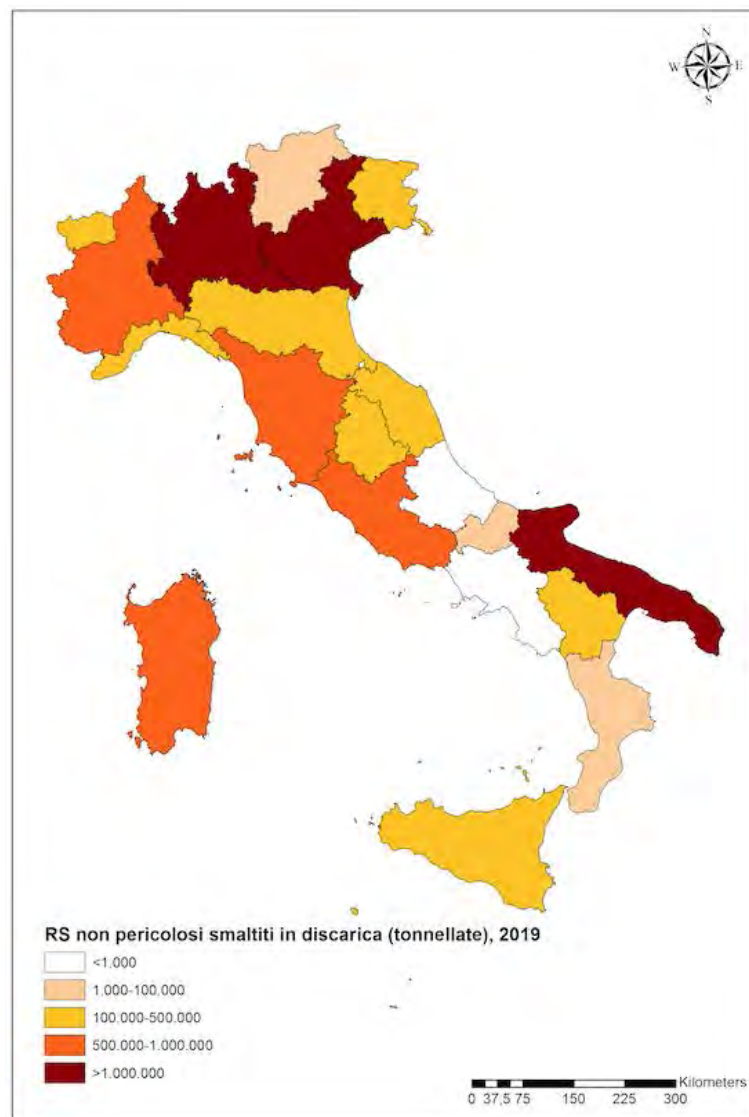 N
W E
S
RS non pericolosi smaltiti in discarica (tonnellate), 2019
<1.000
1.000-100.000
100.000-500.000
500.000-1.000.000
>1.000.000
Kilometers
0 37,5 75 150 225 300